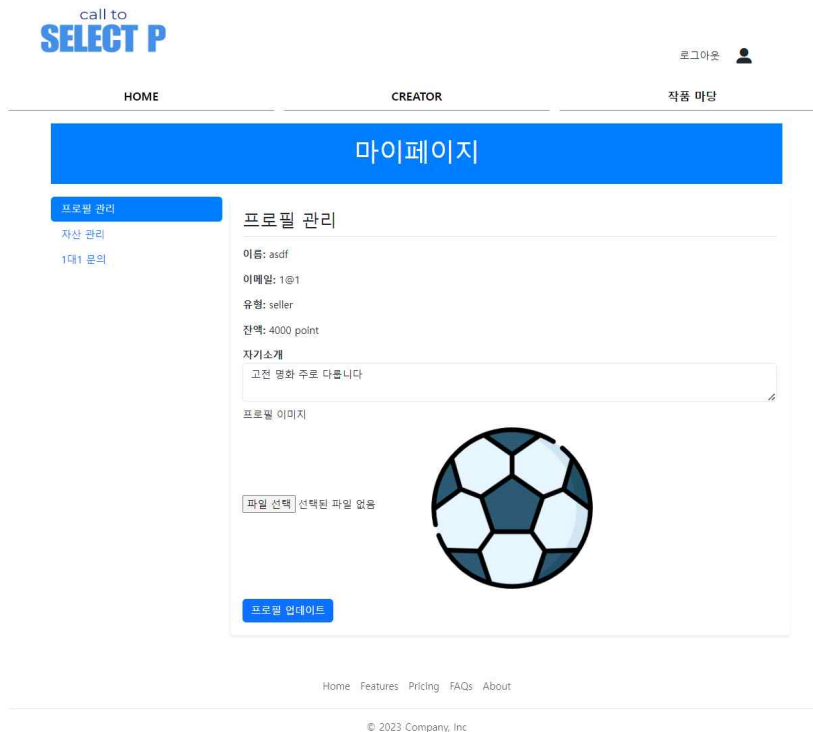 call to
SELECT P
로그아웃
HOME CREATOR 작품 마당
마이페이지
프로필 관리
자산 관리
1대1 문의
프로필 관리
이름: asdf
이메일: 1@1
유형: seller
잔액: 4000 point
자기소개
고전 명화 주로 다룹니다
프로필 이미지
파일 선택 선택된 파일 없음
프로필 업데이트
Home Features Pricing FAQs About
© 2023 Company, Inc